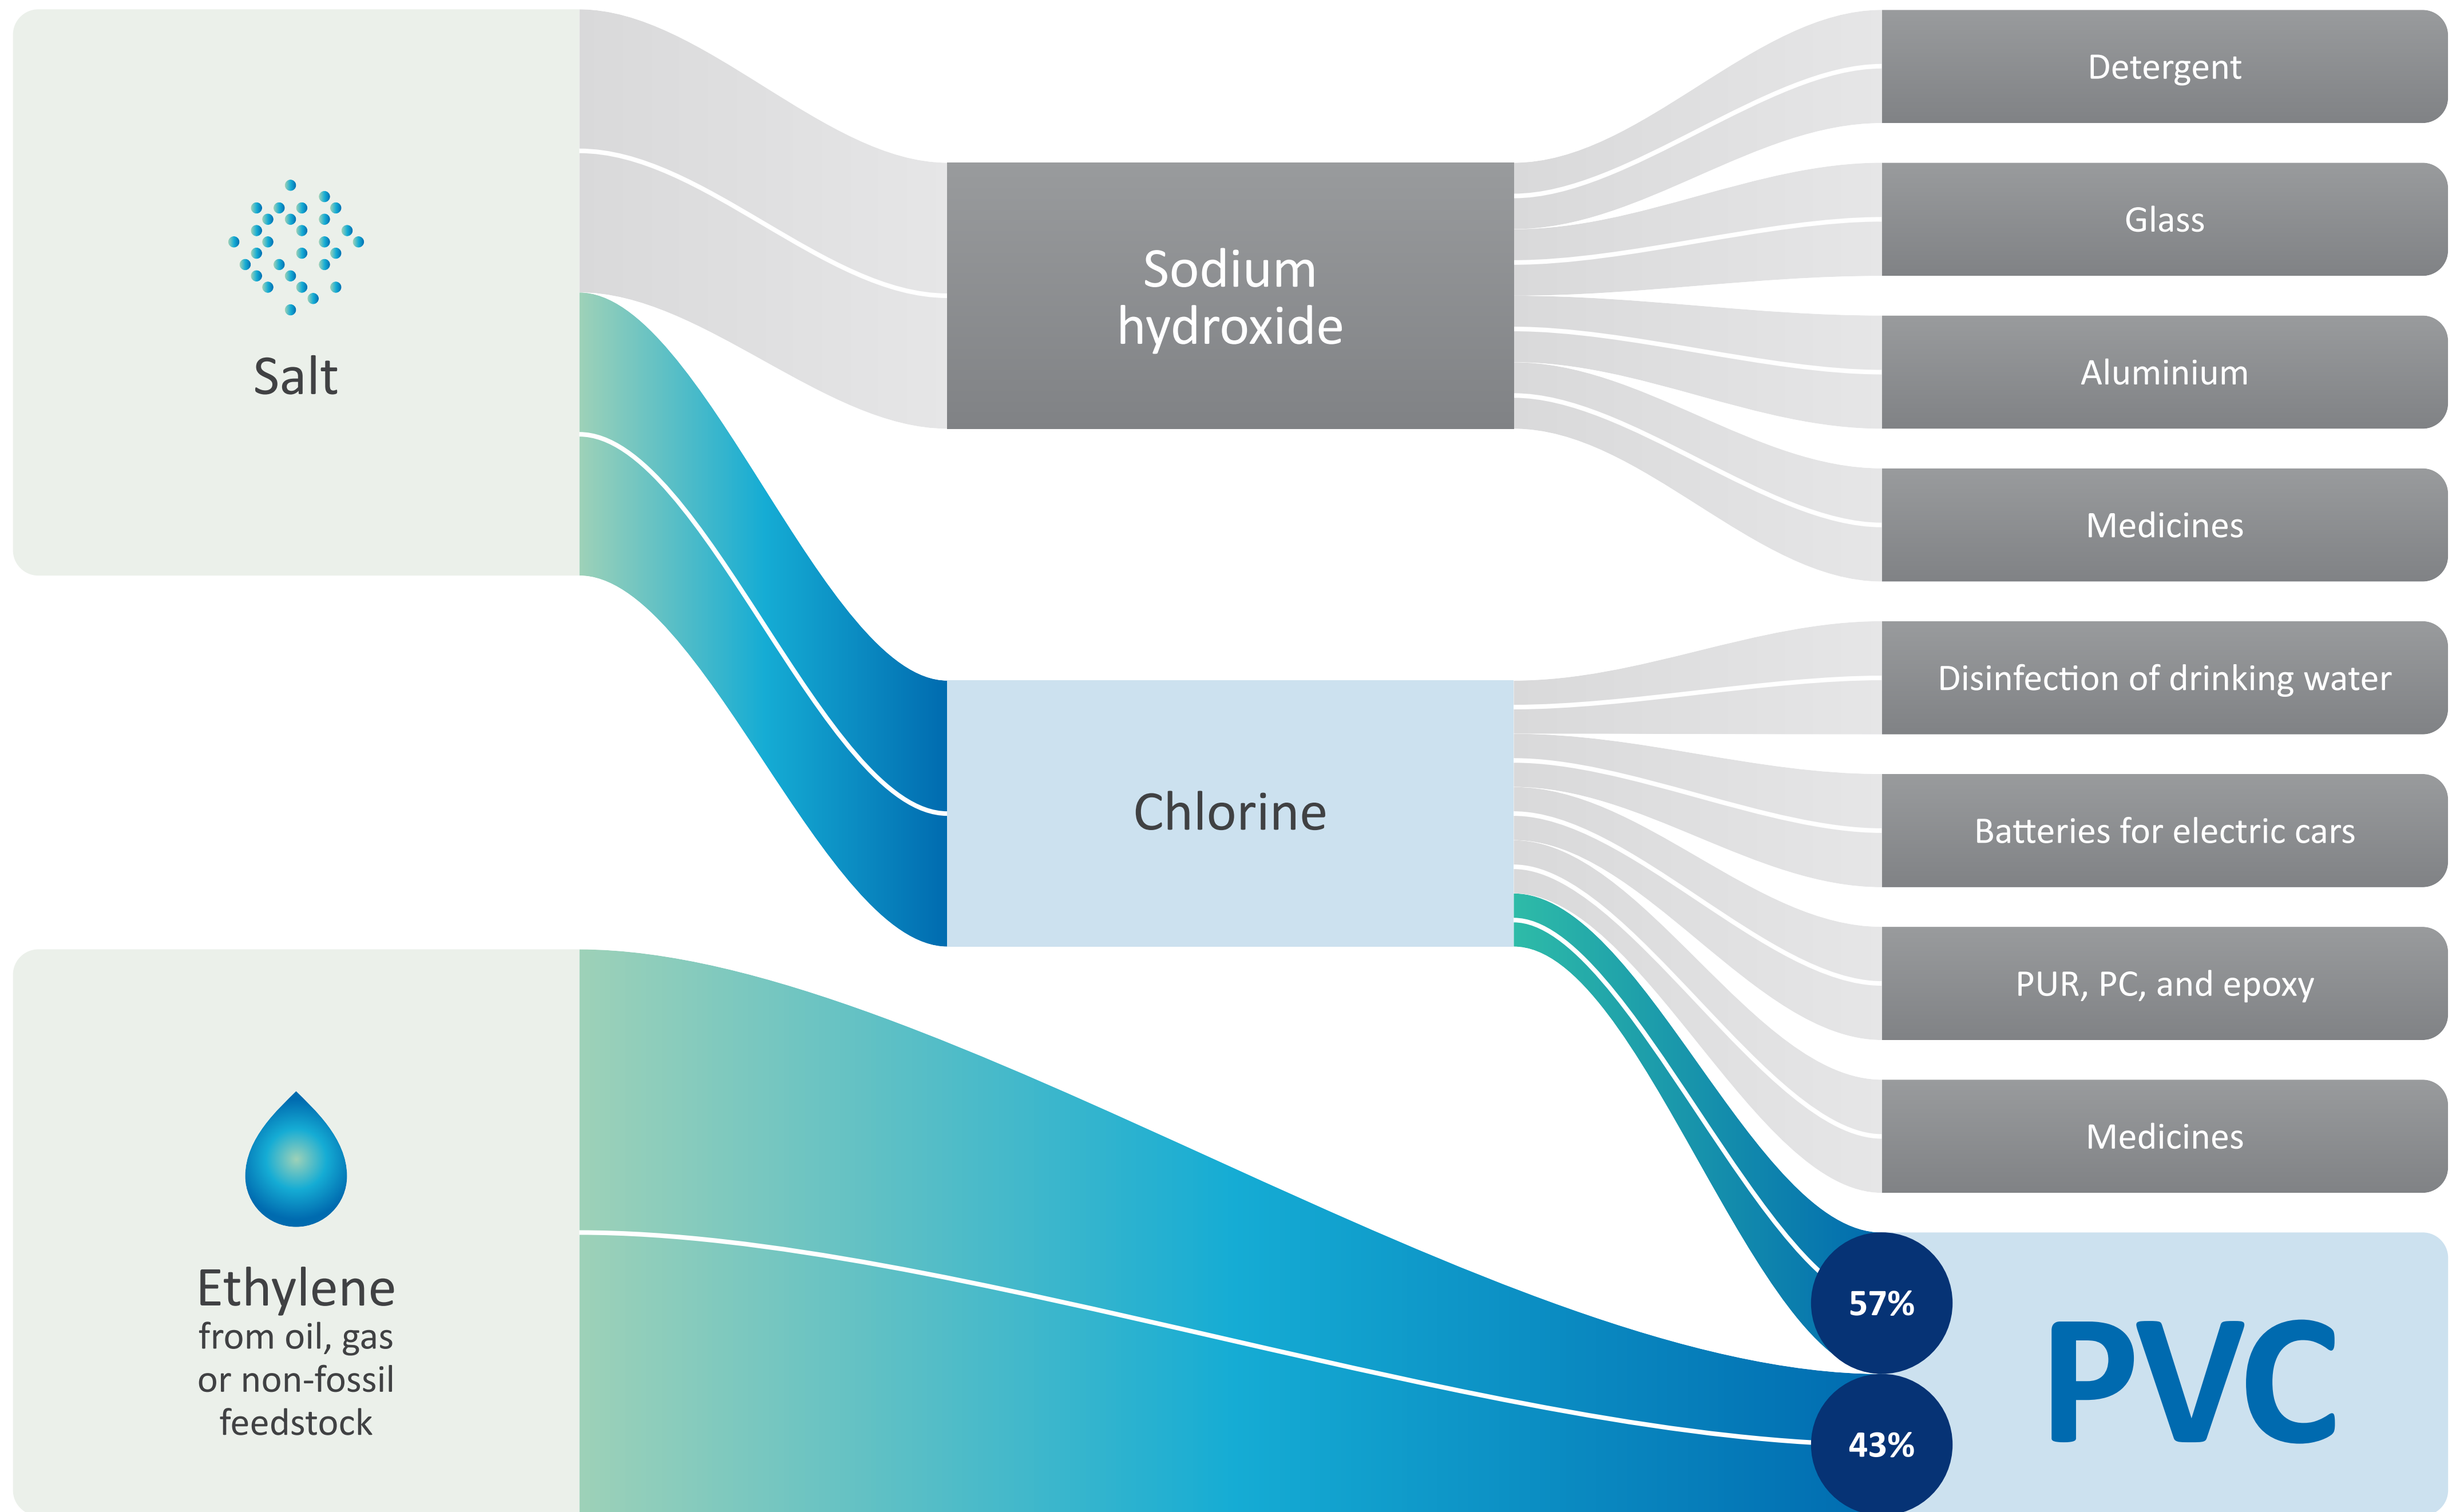 Salt
Ethylene
from oil, gas
or non-fossil
feedstock
Sodium
hydroxide
Chlorine
Detergent
Glass
Aluminium
Medicines
Disinfection of drinking water
Batteries for electric cars
PUR, PC, and epoxy
Medicines
57%
43%
PVC